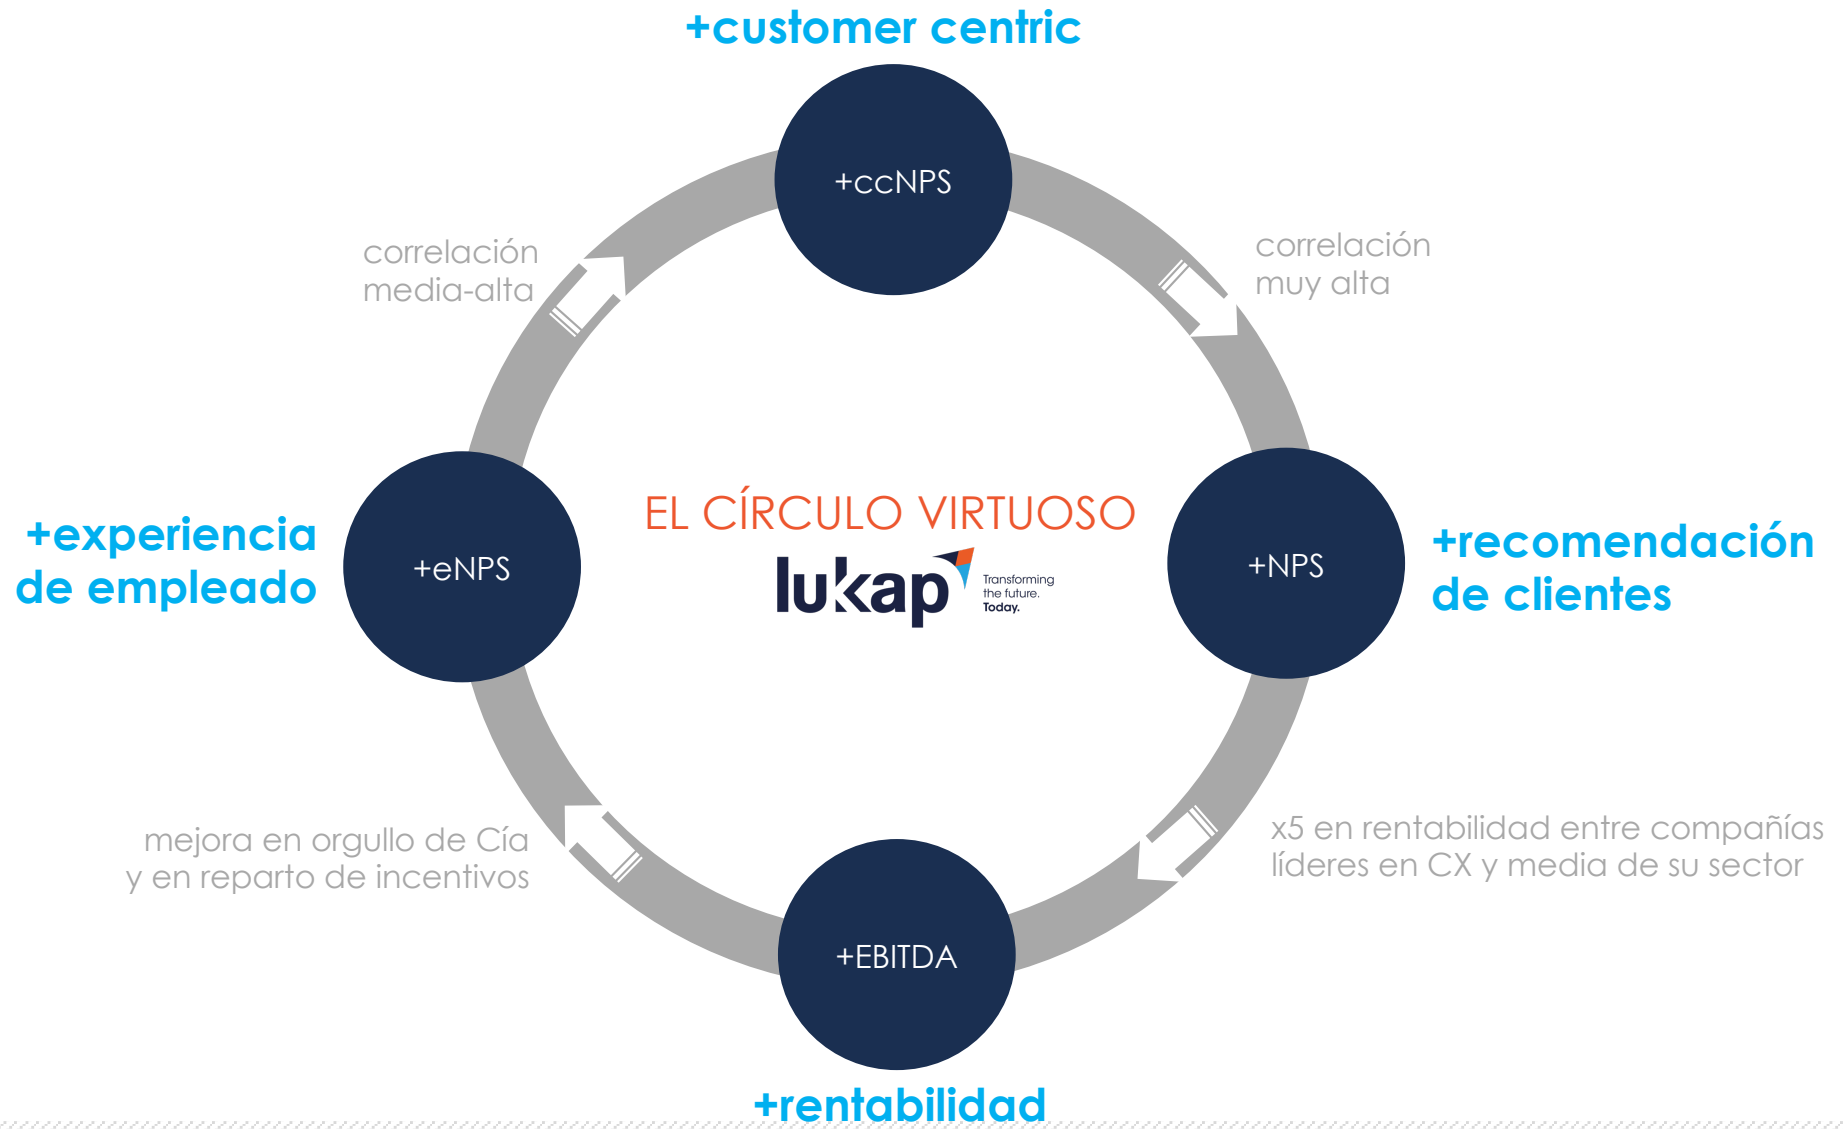 +customer centric
+ccNPS
correlación
media-alta
correlación
muy alta
EL CÍRCULO VIRTUOSO
lukap
Transforming
the future.
Today.
+experiencia
de empleado
+eNPS
+NPS
+recomendación
de clientes
mejora en orgullo de Cía
y en reparto de incentivos
x5 en rentabilidad entre compañías
líderes en CX y media de su sector
+EBITDA
+rentabilidad